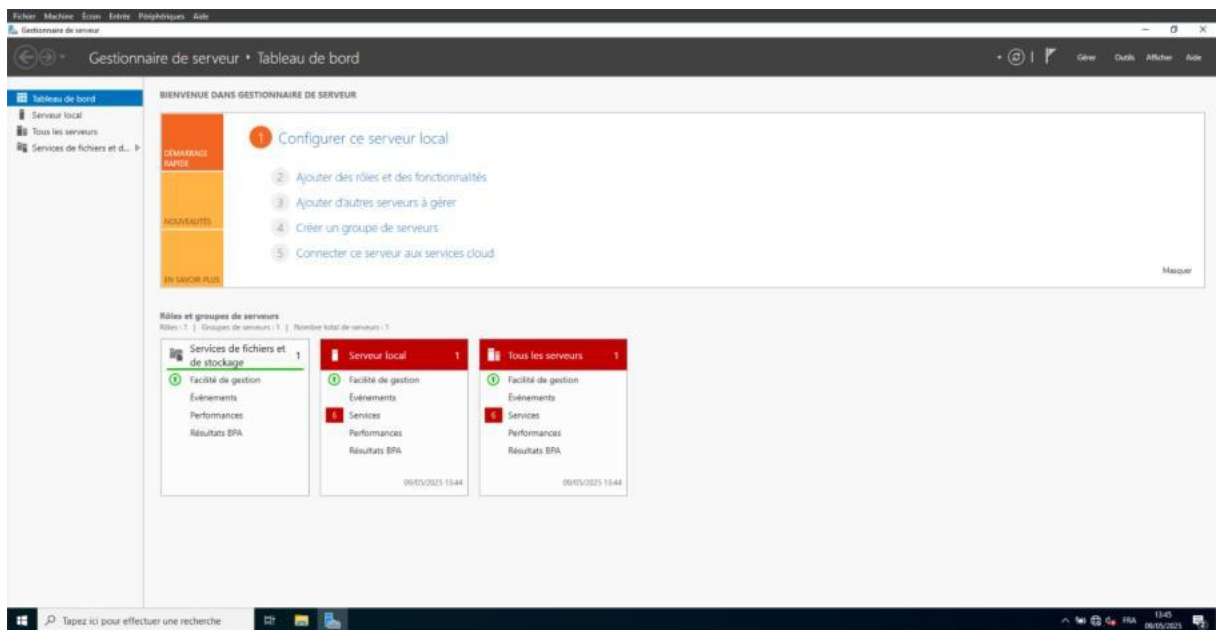 Fichier Machine Écran Entrée Périphériques Aide
Gestionnaire de serveur
Gestionnaire de serveur • Tableau de bord
Gérer Outils Afficher Aide
Tableau de bord
Serveur local
Tous les serveurs
Services de fichiers et d...
BIENVENUE DANS GESTIONNAIRE DE SERVEUR
DÉMARRAGE
RAPIDE
NOUVEAUTÉS
EN SAVOIR PLUS
1 Configurer ce serveur local
2 Ajouter des rôles et des fonctionnalités
3 Ajouter d'autres serveurs à gérer
4 Créer un groupe de serveurs
5 Connecter ce serveur aux services cloud
Masquer
Rôles et groupes de serveurs
Rôles : 1 | Groupes de serveurs : 1 | Nombre total de serveurs : 1
Services de fichiers et
de stockage
1
Facilité de gestion
Événements
Performances
Résultats BPA
Serveur local 1
Facilité de gestion
Événements
6 Services
Performances
Résultats BPA
09/05/2025 13:44
Tous les serveurs 1
Facilité de gestion
Événements
6 Services
Performances
Résultats BPA
09/05/2025 13:44
Tapez ici pour effectuer une recherche
FRA
13:45
09/05/2025
2